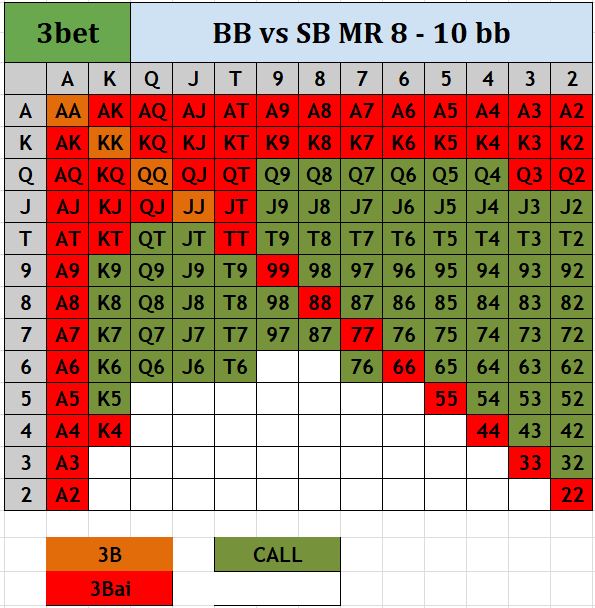 3bet BB vs SB MR 8 - 10 bb
A K Q J T 9 8 7 6 5 4 3 2
A AA AK AQ AJ AT A9 A8 A7 A6 A5 A4 A3 A2
K AK KK KQ KJ KT K9 K8 K7 K6 K5 K4 K3 K2
Q AQ KQ QQ QJ QT Q9 Q8 Q7 Q6 Q5 Q4 Q3 Q2
J AJ KJ QJ JJ JT J9 J8 J7 J6 J5 J4 J3 J2
T AT KT QT JT TT T9 T8 T7 T6 T5 T4 T3 T2
9 A9 K9 Q9 J9 T9 99 98 97 96 95 94 93 92
8 A8 K8 Q8 J8 T8 98 88 87 86 85 84 83 82
7 A7 K7 Q7 J7 T7 97 87 77 76 75 74 73 72
6 A6 K6 Q6 J6 T6 76 66 65 64 63 62
5 A5 K5 55 54 53 52
4 A4 K4 44 43 42
3 A3 33 32
2 A2 22
3B CALL
3Bai